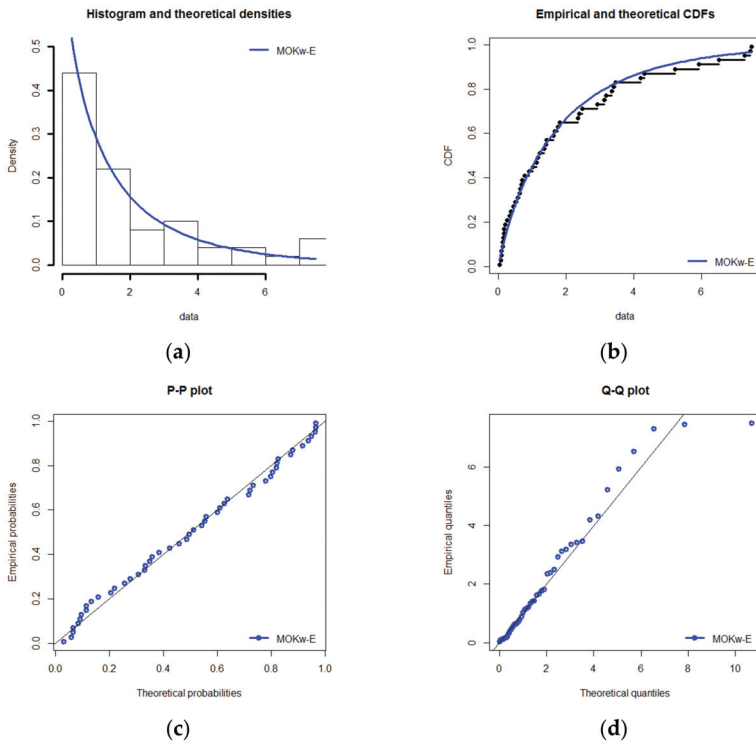 Histogram and theoretical densities
MOKw-E
Density
0.0 0.1 0.2 0.3 0.4 0.5
0 2 4 6
data
(a)
Empirical and theoretical CDFs
MOKw-E
CDF
0.0 0.2 0.4 0.6 0.8 1.0
0 2 4 6
data
(b)
P-P plot
MOKw-E
Empirical probabilities
0.0 0.2 0.4 0.6 0.8 1.0
0.0 0.2 0.4 0.6 0.8 1.0
Theoretical probabilities
(c)
Q-Q plot
MOKw-E
Empirical quantiles
0 2 4 6
0 2 4 6 8 10
Theoretical quantiles
(d)